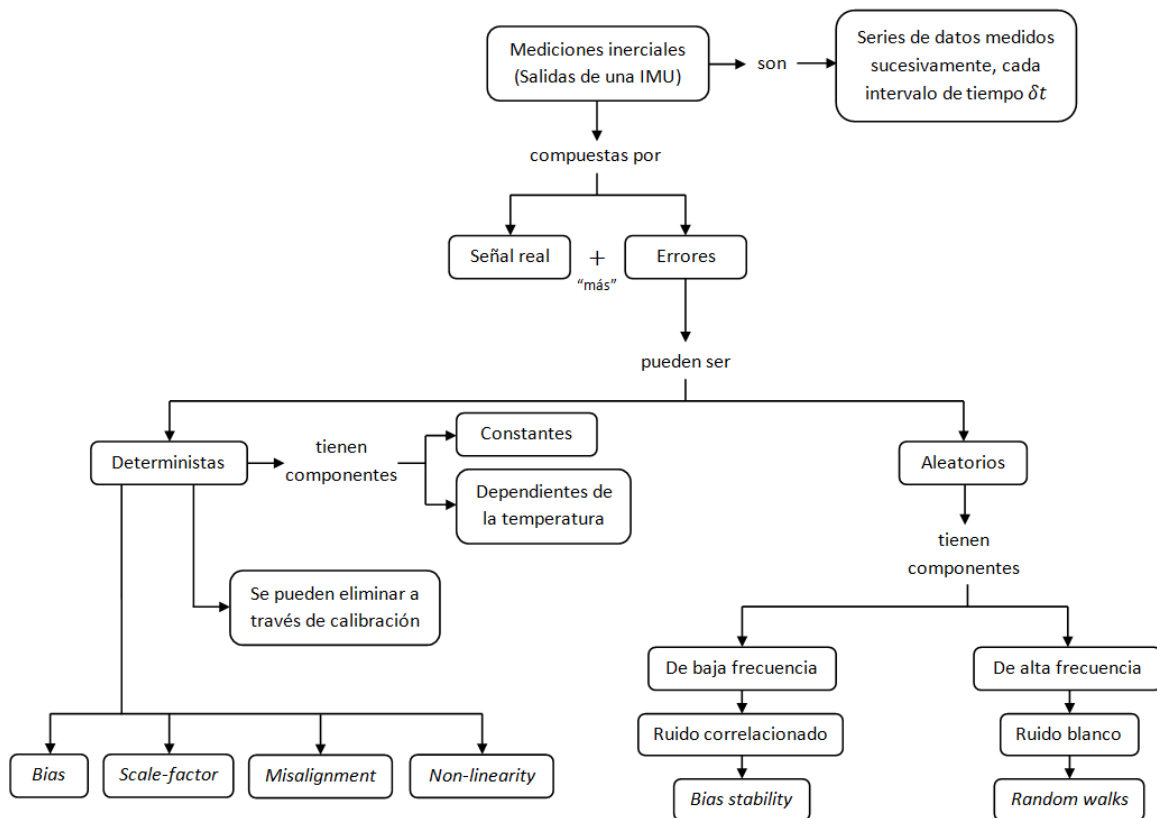 Mediciones inerciales
(Salidas de una IMU)
son
Series de datos medidos
sucesivamente, cada
intervalo de tiempo δt
compuestas por
Señal real
+
“más”
Errores
pueden ser
Deterministas
tienen
componentes
Constantes
Dependientes de
la temperatura
Se pueden eliminar a
través de calibración
Bias
Scale-factor
Misalignment
Non-linearity
Aleatorios
tienen
componentes
De baja frecuencia
De alta frecuencia
Ruido correlacionado
Ruido blanco
Bias stability
Random walks